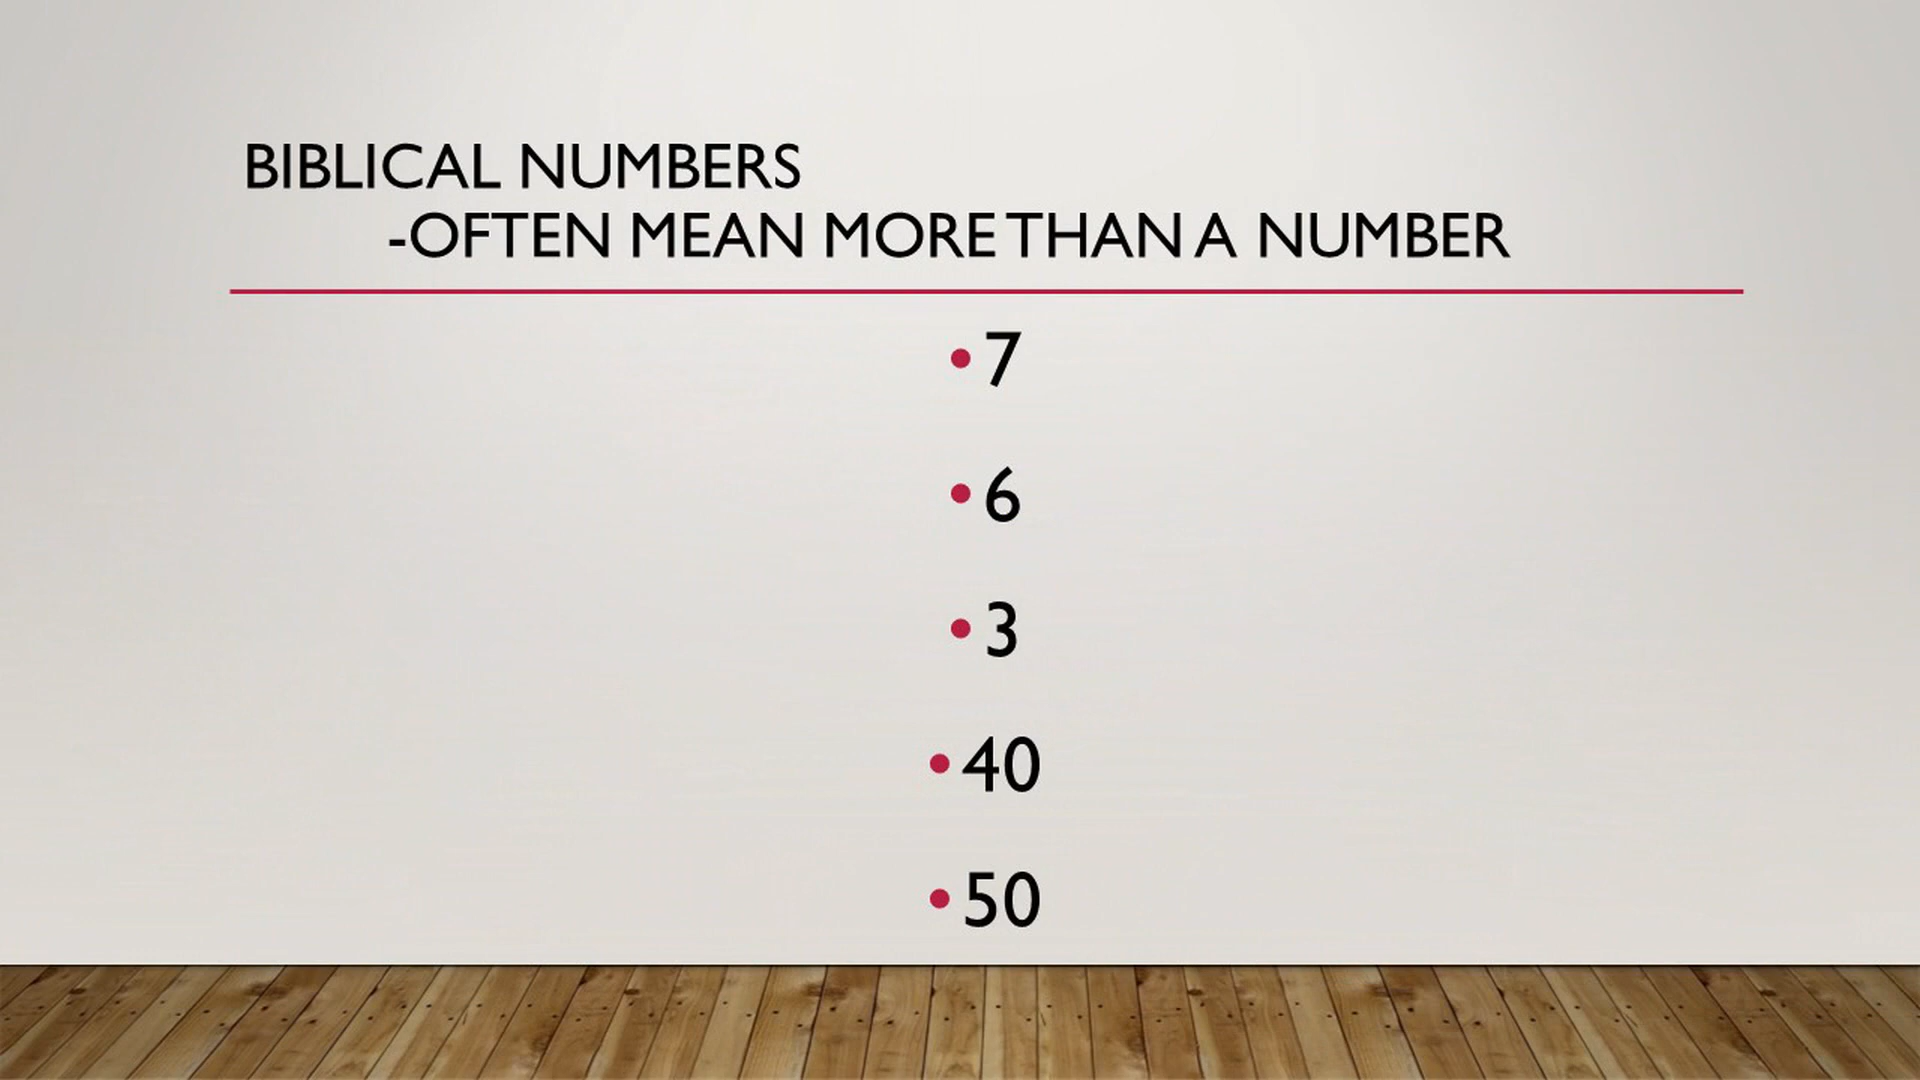 BIBLICAL NUMBERS
-OFTEN MEAN MORE THAN A NUMBER
• 7
• 6
• 3
• 40
• 50